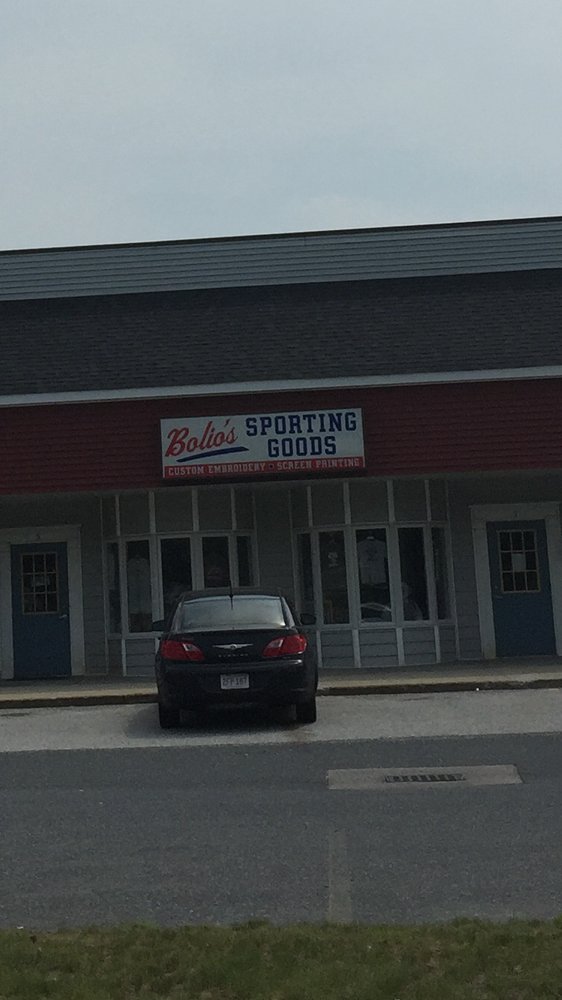 Bolio's SPORTING
GOODS
CUSTOM EMBROIDERY • SCREEN PRINTING